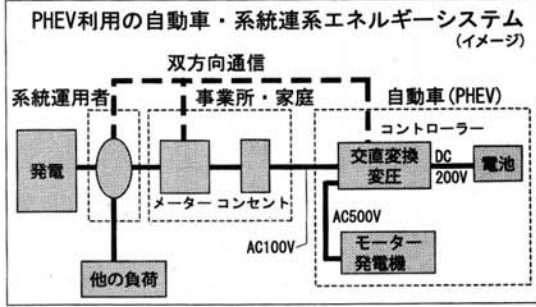 PHEV利用の自動車・系統連系エネルギーシステム
(イメージ)
双方向通信
系統運用者
事業所・家庭
自動車(PHEV)
コントローラー
発電
交直変換
変圧
DC
200V
電池
メーター コンセント
AC500V
AC100V
モーター
発電機
他の負荷